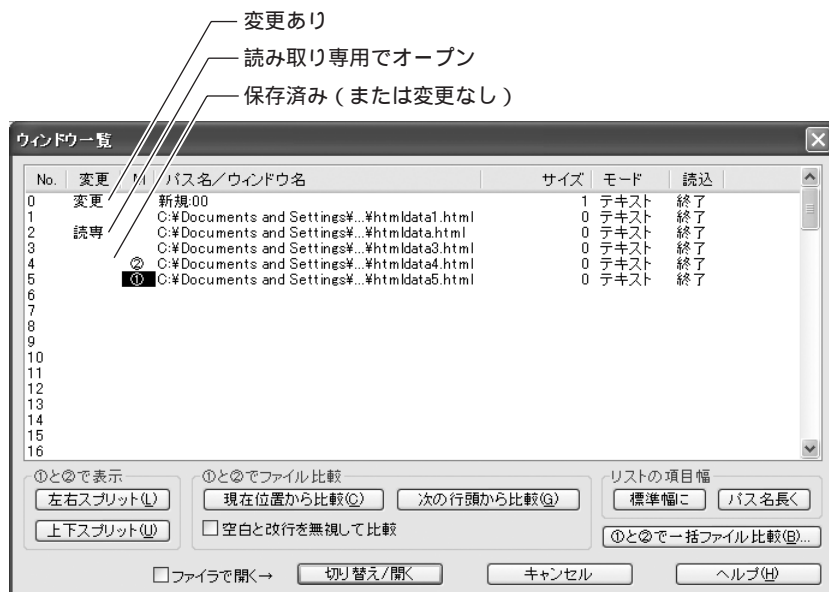 変更あり
読み取り専用でオープン
保存済み(または変更なし)
ウィンドウ一覧
No. 変更 M パス名/ウィンドウ名 サイズ モード 読込
0 変更 新規:00 1 テキスト 終了
1 C:¥Documents and Settings¥...¥htmldata1.html 0 テキスト 終了
2 読専 C:¥Documents and Settings¥...¥htmldata.html 0 テキスト 終了
3 C:¥Documents and Settings¥...¥htmldata3.html 0 テキスト 終了
4 ② C:¥Documents and Settings¥...¥htmldata4.html 0 テキスト 終了
5 ① C:¥Documents and Settings¥...¥htmldata5.html 0 テキスト 終了
6
7
8
9
10
11
12
13
14
15
16
①と②で表示 ①と②でファイル比較 リストの項目幅
左右スプリット(L) 現在位置から比較(C) 次の行頭から比較(G) 標準幅に パス名長く
上下スプリット(U) 空白と改行を無視して比較 ①と②で一括ファイル比較(B)...
ファイラで開く→ 切り替え/開く キャンセル ヘルプ(H)